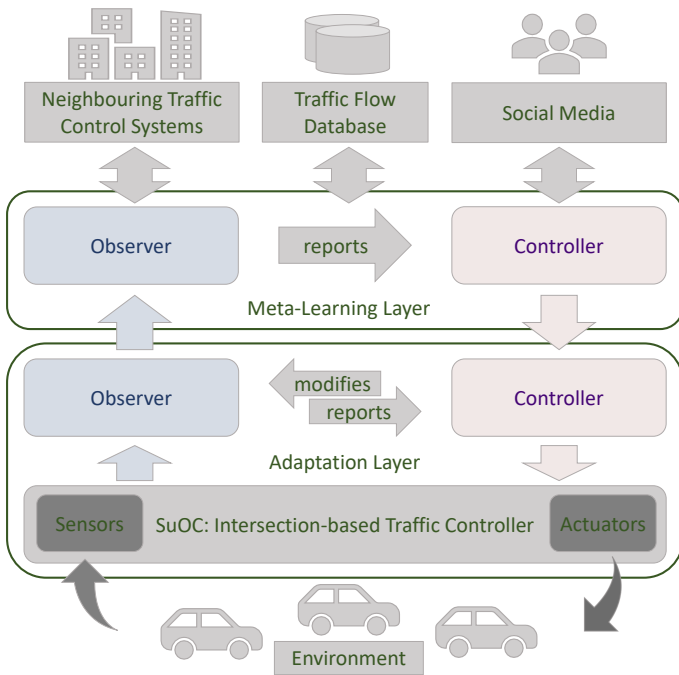 Neighbouring Traffic
Control Systems
Traffic Flow
Database
Social Media
Observer
reports
Controller
Meta-Learning Layer
Observer
modifies
reports
Controller
Adaptation Layer
Sensors
SuOC: Intersection-based Traffic Controller
Actuators
Environment